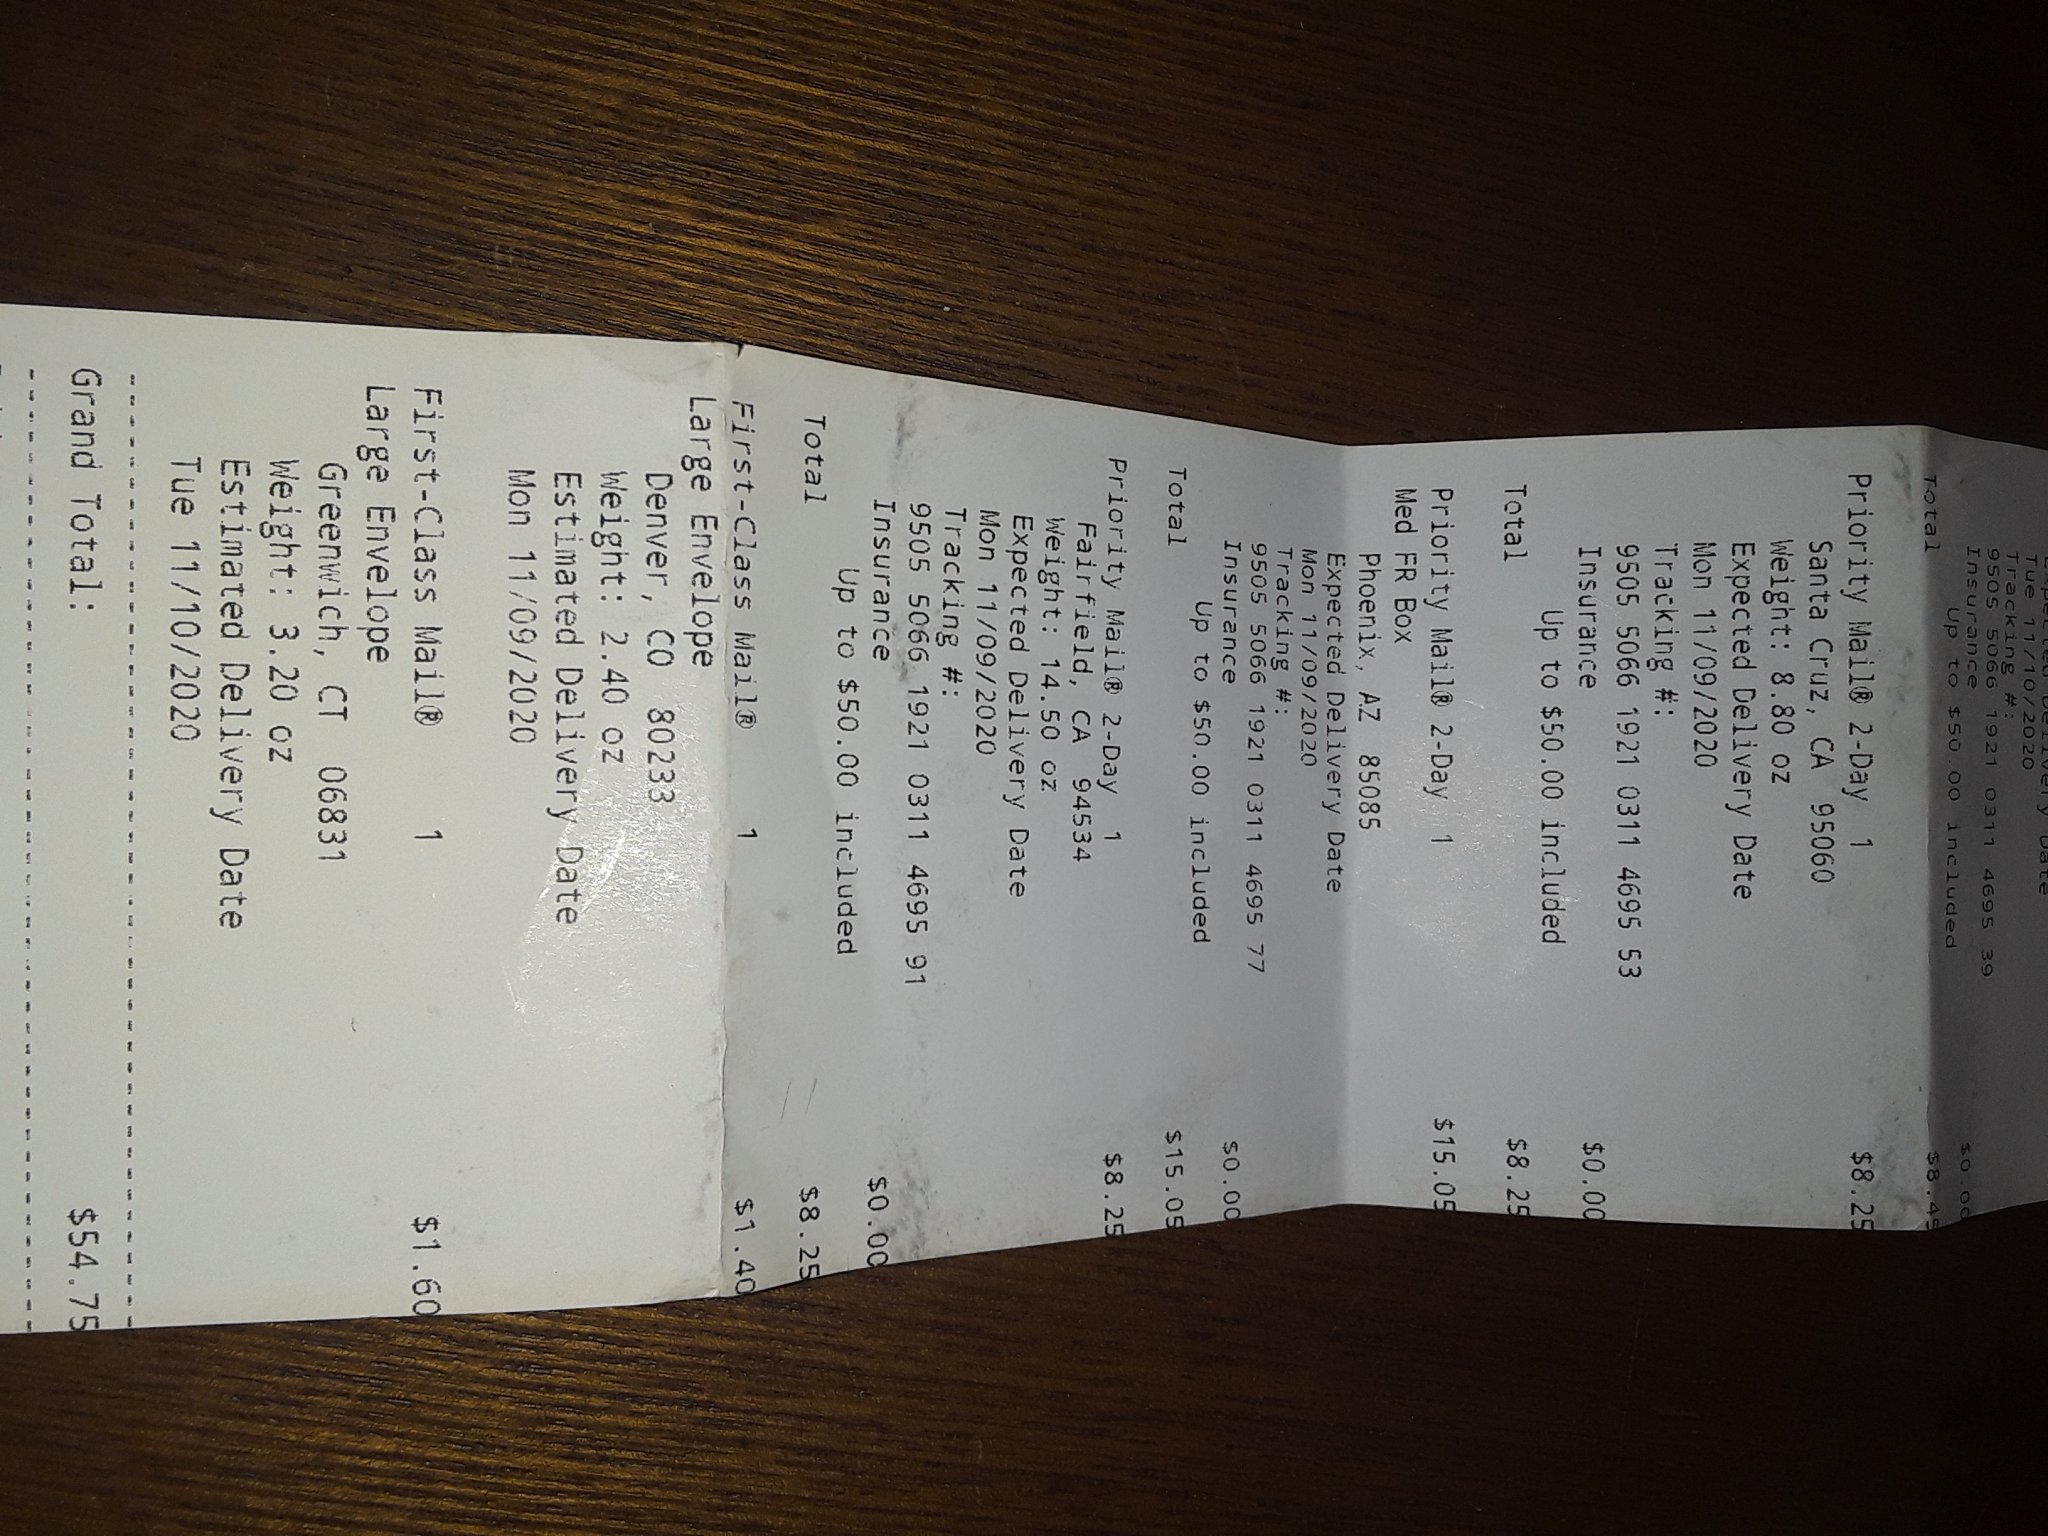 Tue 11/10/2020
Tracking #:
9505 5066 1921 0311 4695 39
Insurance $0.00
Up to $50.00 included
Total $8.45
Priority Mail® 2-Day 1 $8.25
Santa Cruz, CA 95060
Weight: 8.80 oz
Expected Delivery Date
Mon 11/09/2020
Tracking #:
9505 5066 1921 0311 4695 53
Insurance $0.00
Up to $50.00 included
Total $8.25
Priority Mail® 2-Day 1 $15.05
Med FR Box
Phoenix, AZ 85085
Expected Delivery Date
Mon 11/09/2020
Tracking #:
9505 5066 1921 0311 4695 77
Insurance $0.00
Up to $50.00 included
Total $15.05
Priority Mail® 2-Day 1 $8.25
Fairfield, CA 94534
Weight: 14.50 oz
Expected Delivery Date
Mon 11/09/2020
Tracking #:
9505 5066 1921 0311 4695 91
Insurance $0.00
Up to $50.00 included
Total $8.25
First-Class Mail® 1 $1.40
Large Envelope
Denver, CO 80233
Weight: 2.40 oz
Estimated Delivery Date
Mon 11/09/2020
First-Class Mail® 1 $1.60
Large Envelope
Greenwich, CT 06831
Weight: 3.20 oz
Estimated Delivery Date
Tue 11/10/2020
Grand Total: $54.75